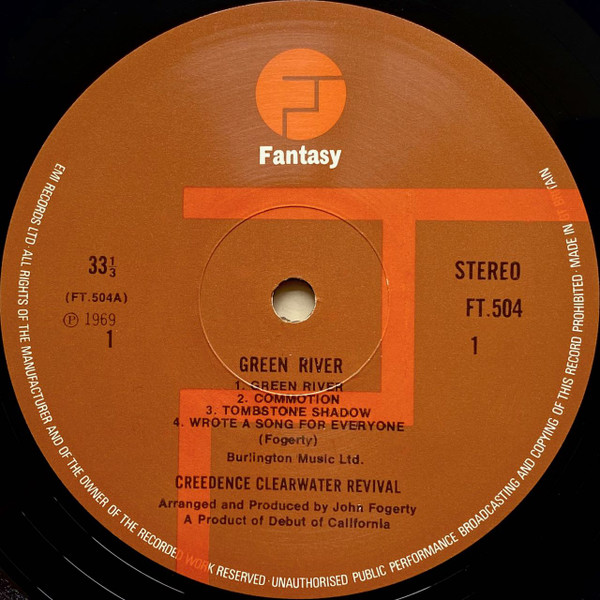 Fantasy
33⅓
(FT.504A)
℗ 1969
1
STEREO
FT.504
1
GREEN RIVER
1. GREEN RIVER
2. COMMOTION
3. TOMBSTONE SHADOW
4. WROTE A SONG FOR EVERYONE
(Fogerty)
Burlington Music Ltd.
CREEDENCE CLEARWATER REVIVAL
Arranged and Produced by John Fogerty
A Product of Debut of California
EMI RECORDS LTD · ALL RIGHTS OF THE MANUFACTURER AND OF THE OWNER OF THE RECORDED WORK RESERVED · UNAUTHORISED PUBLIC PERFORMANCE BROADCASTING AND COPYING OF THIS RECORD PROHIBITED · MADE IN GT BRITAIN